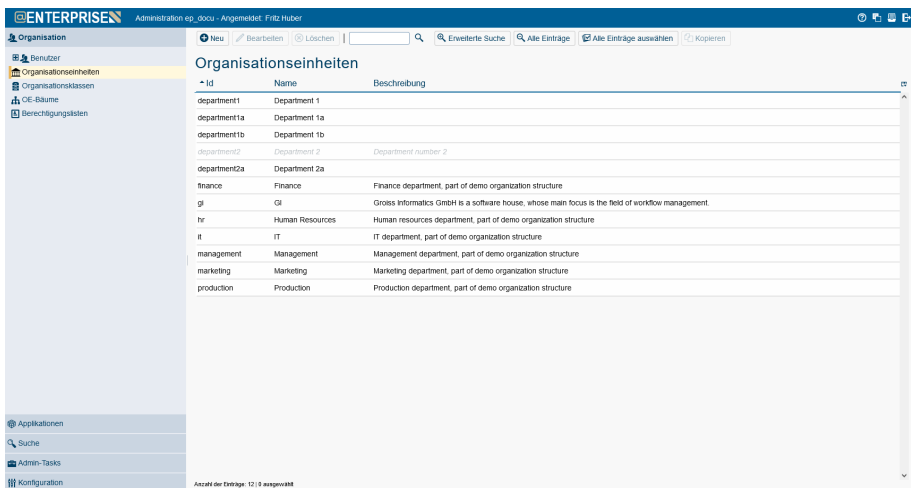 @ENTERPRISE Administration ep_docu - Angemeldet: Fritz Huber
Organisation
Benutzer
Organisationseinheiten
Organisationsklassen
OE-Bäume
Berechtigungslisten
Applikationen
Suche
Admin-Tasks
Konfiguration
Neu Bearbeiten Löschen Erweiterte Suche Alle Einträge Alle Einträge auswählen Kopieren
Organisationseinheiten
Id Name Beschreibung
department1 Department 1
department1a Department 1a
department1b Department 1b
department2 Department 2 Department number 2
department2a Department 2a
finance Finance Finance department, part of demo organization structure
gi GI Groiss Informatics GmbH is a software house, whose main focus is the field of workflow management.
hr Human Resources Human resources department, part of demo organization structure
it IT IT department, part of demo organization structure
management Management Management department, part of demo organization structure
marketing Marketing Marketing department, part of demo organization structure
production Production Production department, part of demo organization structure
Anzahl der Einträge: 12 | 0 ausgewählt